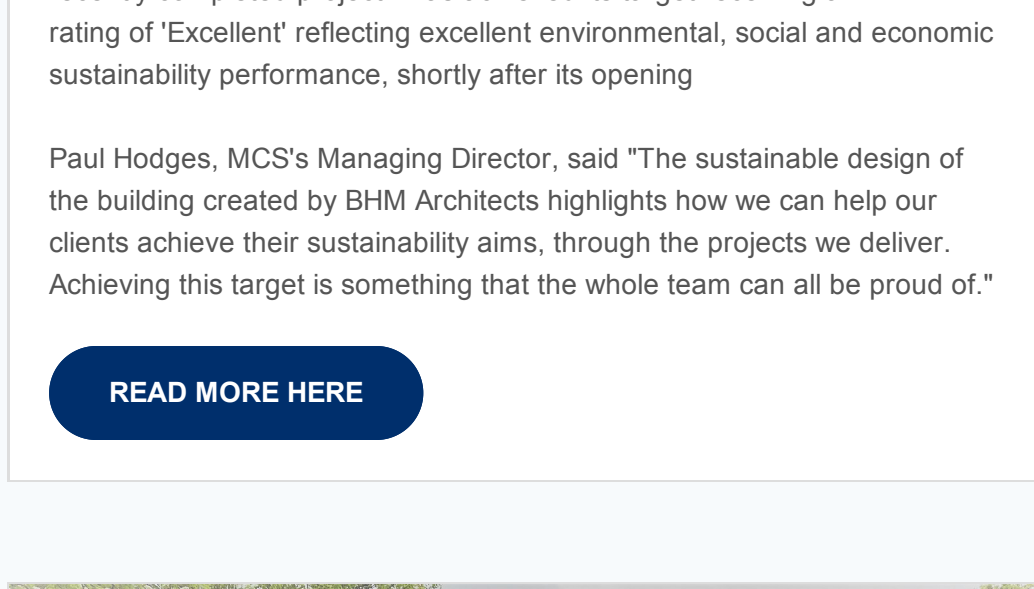 rating of 'Excellent' reflecting excellent environmental, social and economic
sustainability performance, shortly after its opening
Paul Hodges, MCS's Managing Director, said "The sustainable design of
the building created by BHM Architects highlights how we can help our
clients achieve their sustainability aims, through the projects we deliver.
Achieving this target is something that the whole team can all be proud of."
READ MORE HERE